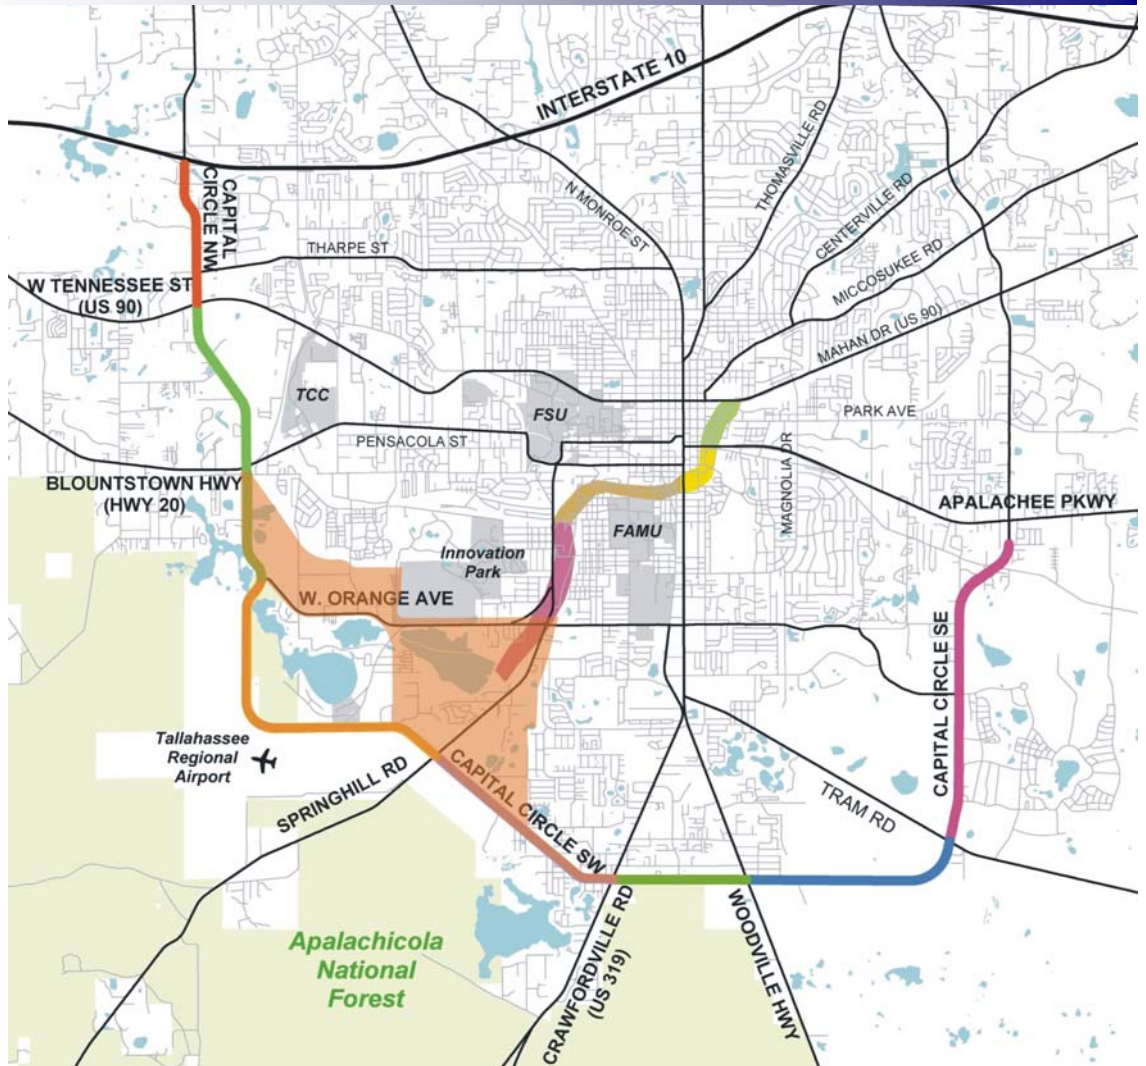 INTERSTATE 10
CAPITAL
CIRCLE NW
N MONROE ST
THOMASVILLE RD
CENTERVILLE RD
MICCOSUKEE RD
THARPE ST
W TENNESSEE ST
(US 90)
MAHAN DR (US 90)
TCC
FSU
PARK AVE
PENSACOLA ST
MAGNOLIA DR
BLOUNTSTOWN HWY
(HWY 20)
APALACHEE PKWY
Innovation
Park
FAMU
W. ORANGE AVE
CAPITAL CIRCLE SE
Tallahassee
Regional
Airport
SPRINGHILL RD
CAPITAL CIRCLE SW
TRAM RD
Apalachicola
National
Forest
CRAWFORDVILLE RD
(US 319)
WOODVILLE HWY